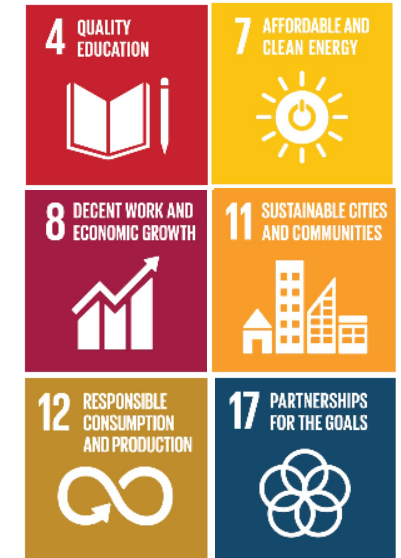 4 QUALITY
EDUCATION
7 AFFORDABLE AND
CLEAN ENERGY
8 DECENT WORK AND
ECONOMIC GROWTH
11 SUSTAINABLE CITIES
AND COMMUNITIES
12 RESPONSIBLE
CONSUMPTION
AND PRODUCTION
17 PARTNERSHIPS
FOR THE GOALS